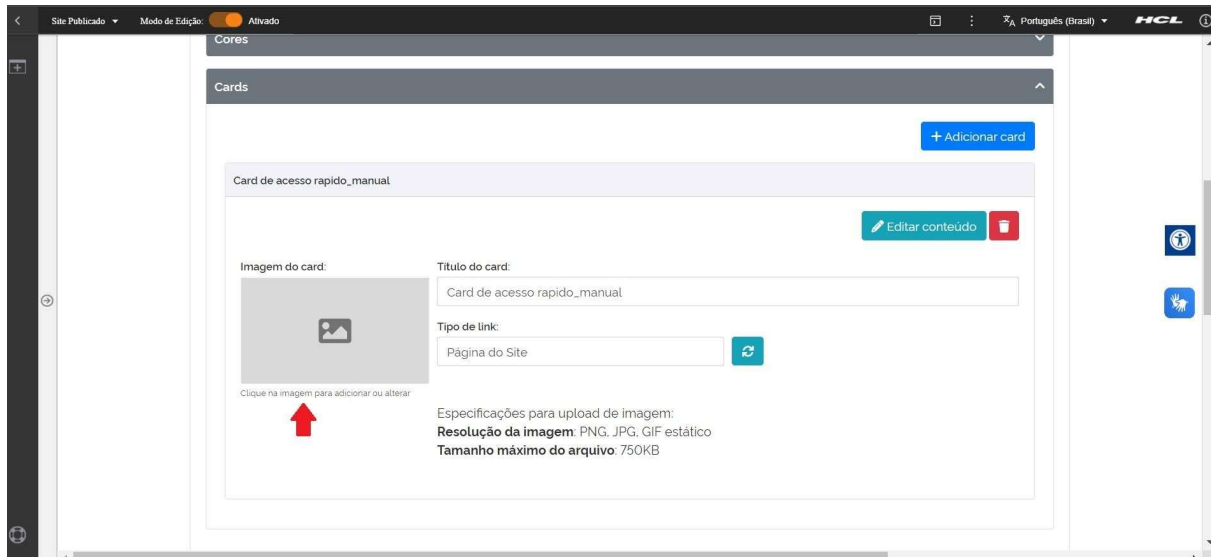 Site Publicado
Modo de Edição:
Ativado
Português (Brasil)
HCL
Cores
Cards
Adicionar card
Card de acesso rapido_manual
Editar conteúdo
Imagem do card:
Título do card:
Card de acesso rapido_manual
Tipo de link:
Página do Site
Clique na imagem para adicionar ou alterar
Especificações para upload de imagem:
Resolução da imagem: PNG, JPG, GIF estático
Tamanho máximo do arquivo: 750KB